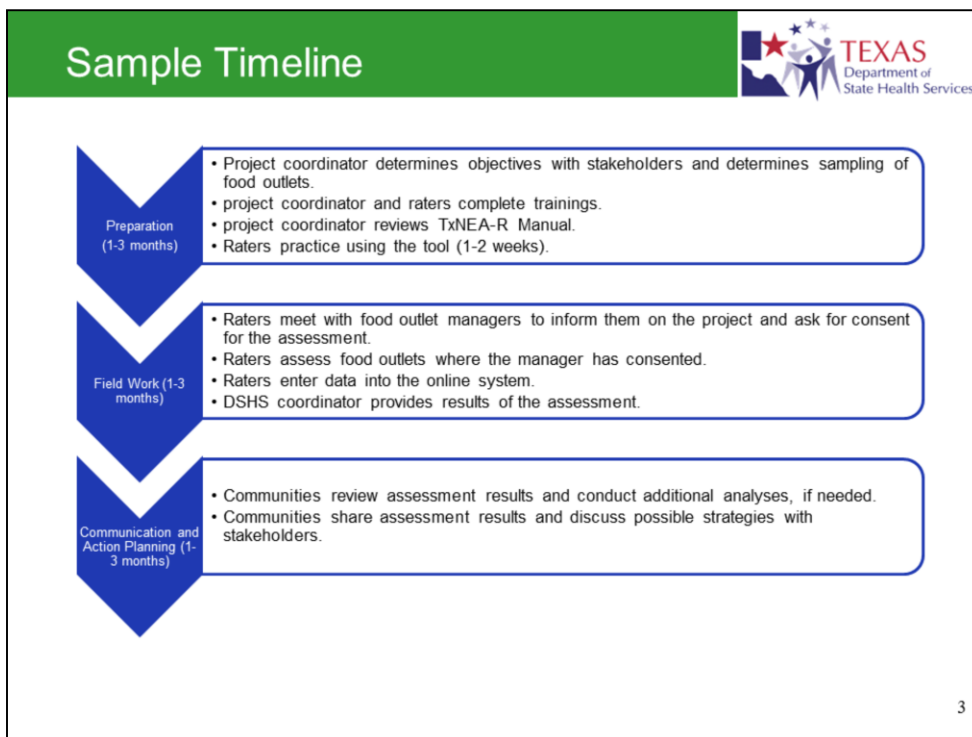 Sample Timeline
TEXAS
Department of
State Health Services
Preparation
(1-3 months)
• Project coordinator determines objectives with stakeholders and determines sampling of
food outlets.
• project coordinator and raters complete trainings.
• project coordinator reviews TxNEA-R Manual.
• Raters practice using the tool (1-2 weeks).
Field Work (1-3
months)
• Raters meet with food outlet managers to inform them on the project and ask for consent
for the assessment.
• Raters assess food outlets where the manager has consented.
• Raters enter data into the online system.
• DSHS coordinator provides results of the assessment.
Communication and
Action Planning (1-
3 months)
• Communities review assessment results and conduct additional analyses, if needed.
• Communities share assessment results and discuss possible strategies with
stakeholders.
3